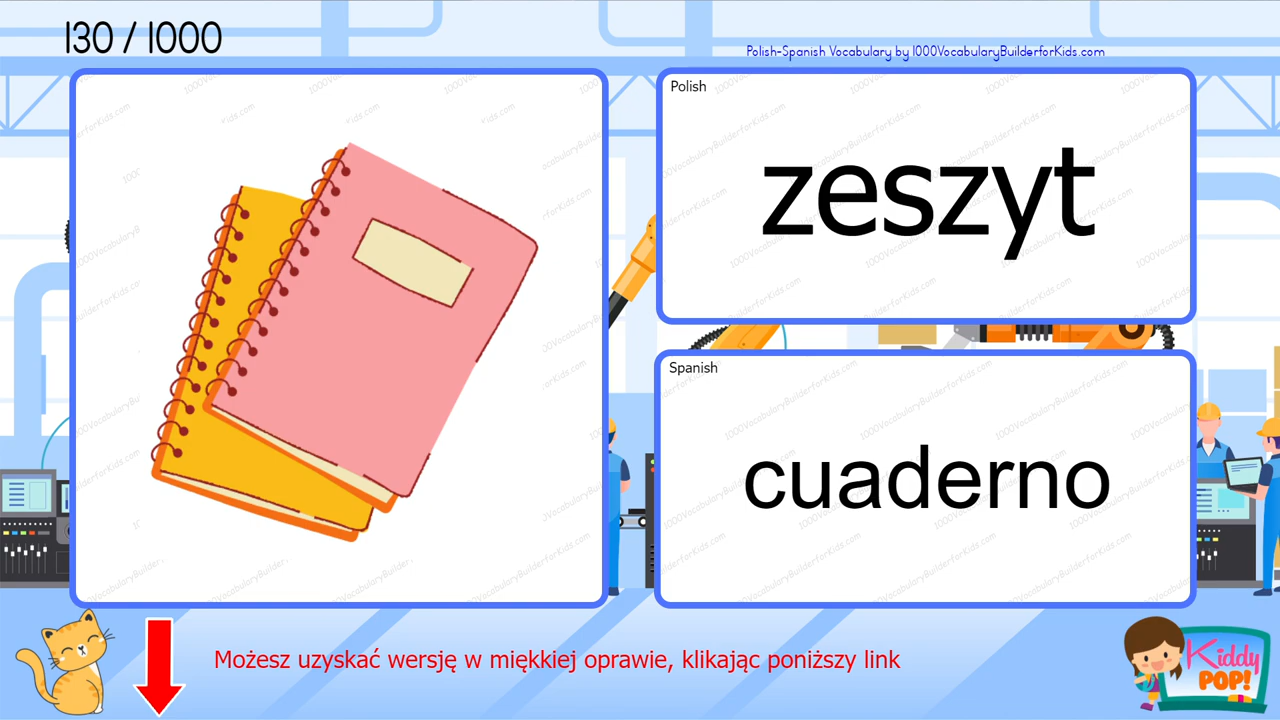 130 / 1000
Polish-Spanish Vocabulary by 1000VocabularyBuilderforKids.com
Polish
zeszyt
Spanish
cuaderno
Możesz uzyskać wersję w miękkiej oprawie, klikając poniższy link
Kiddy
POP!